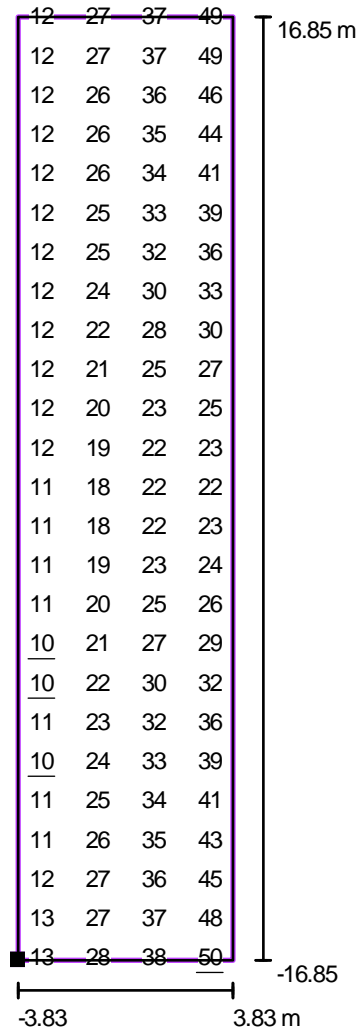 12 27 37 49
16.85 m
12 27 37 49
12 26 36 46
12 26 35 44
12 26 34 41
12 25 33 39
12 25 32 36
12 24 30 33
12 22 28 30
12 21 25 27
12 20 23 25
12 19 22 23
11 18 22 22
11 18 22 23
11 19 23 24
11 20 25 26
10 21 27 29
10 22 30 32
11 23 32 36
10 24 33 39
11 25 34 41
11 26 35 43
12 27 36 45
13 27 37 48
13 28 38 50
-16.85
-3.83 3.83 m